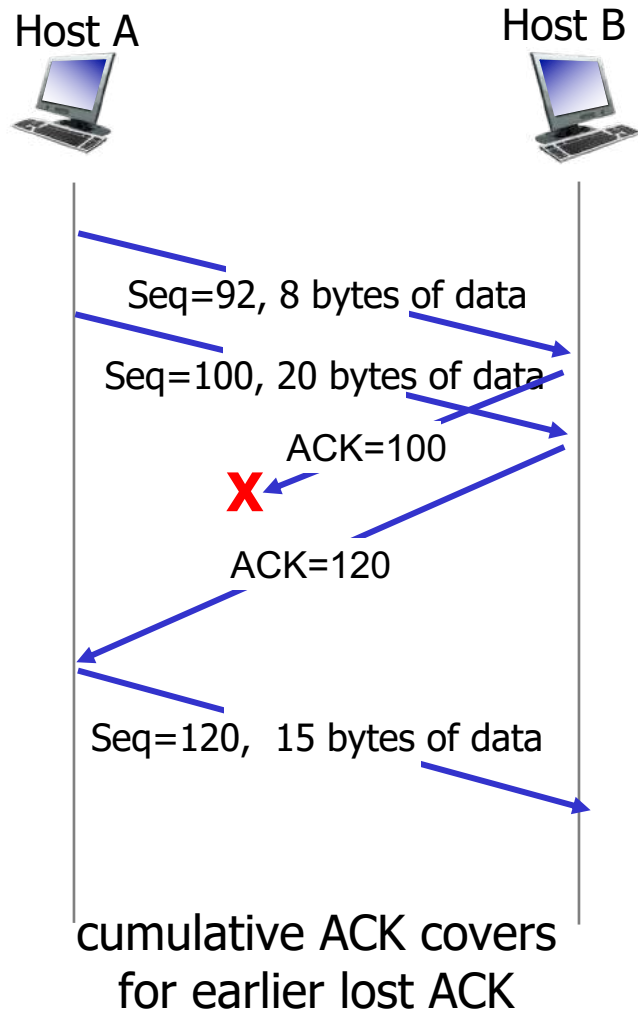 Host A
Host B
Seq=92, 8 bytes of data
Seq=100, 20 bytes of data
ACK=100
X
ACK=120
Seq=120, 15 bytes of data
cumulative ACK covers
for earlier lost ACK